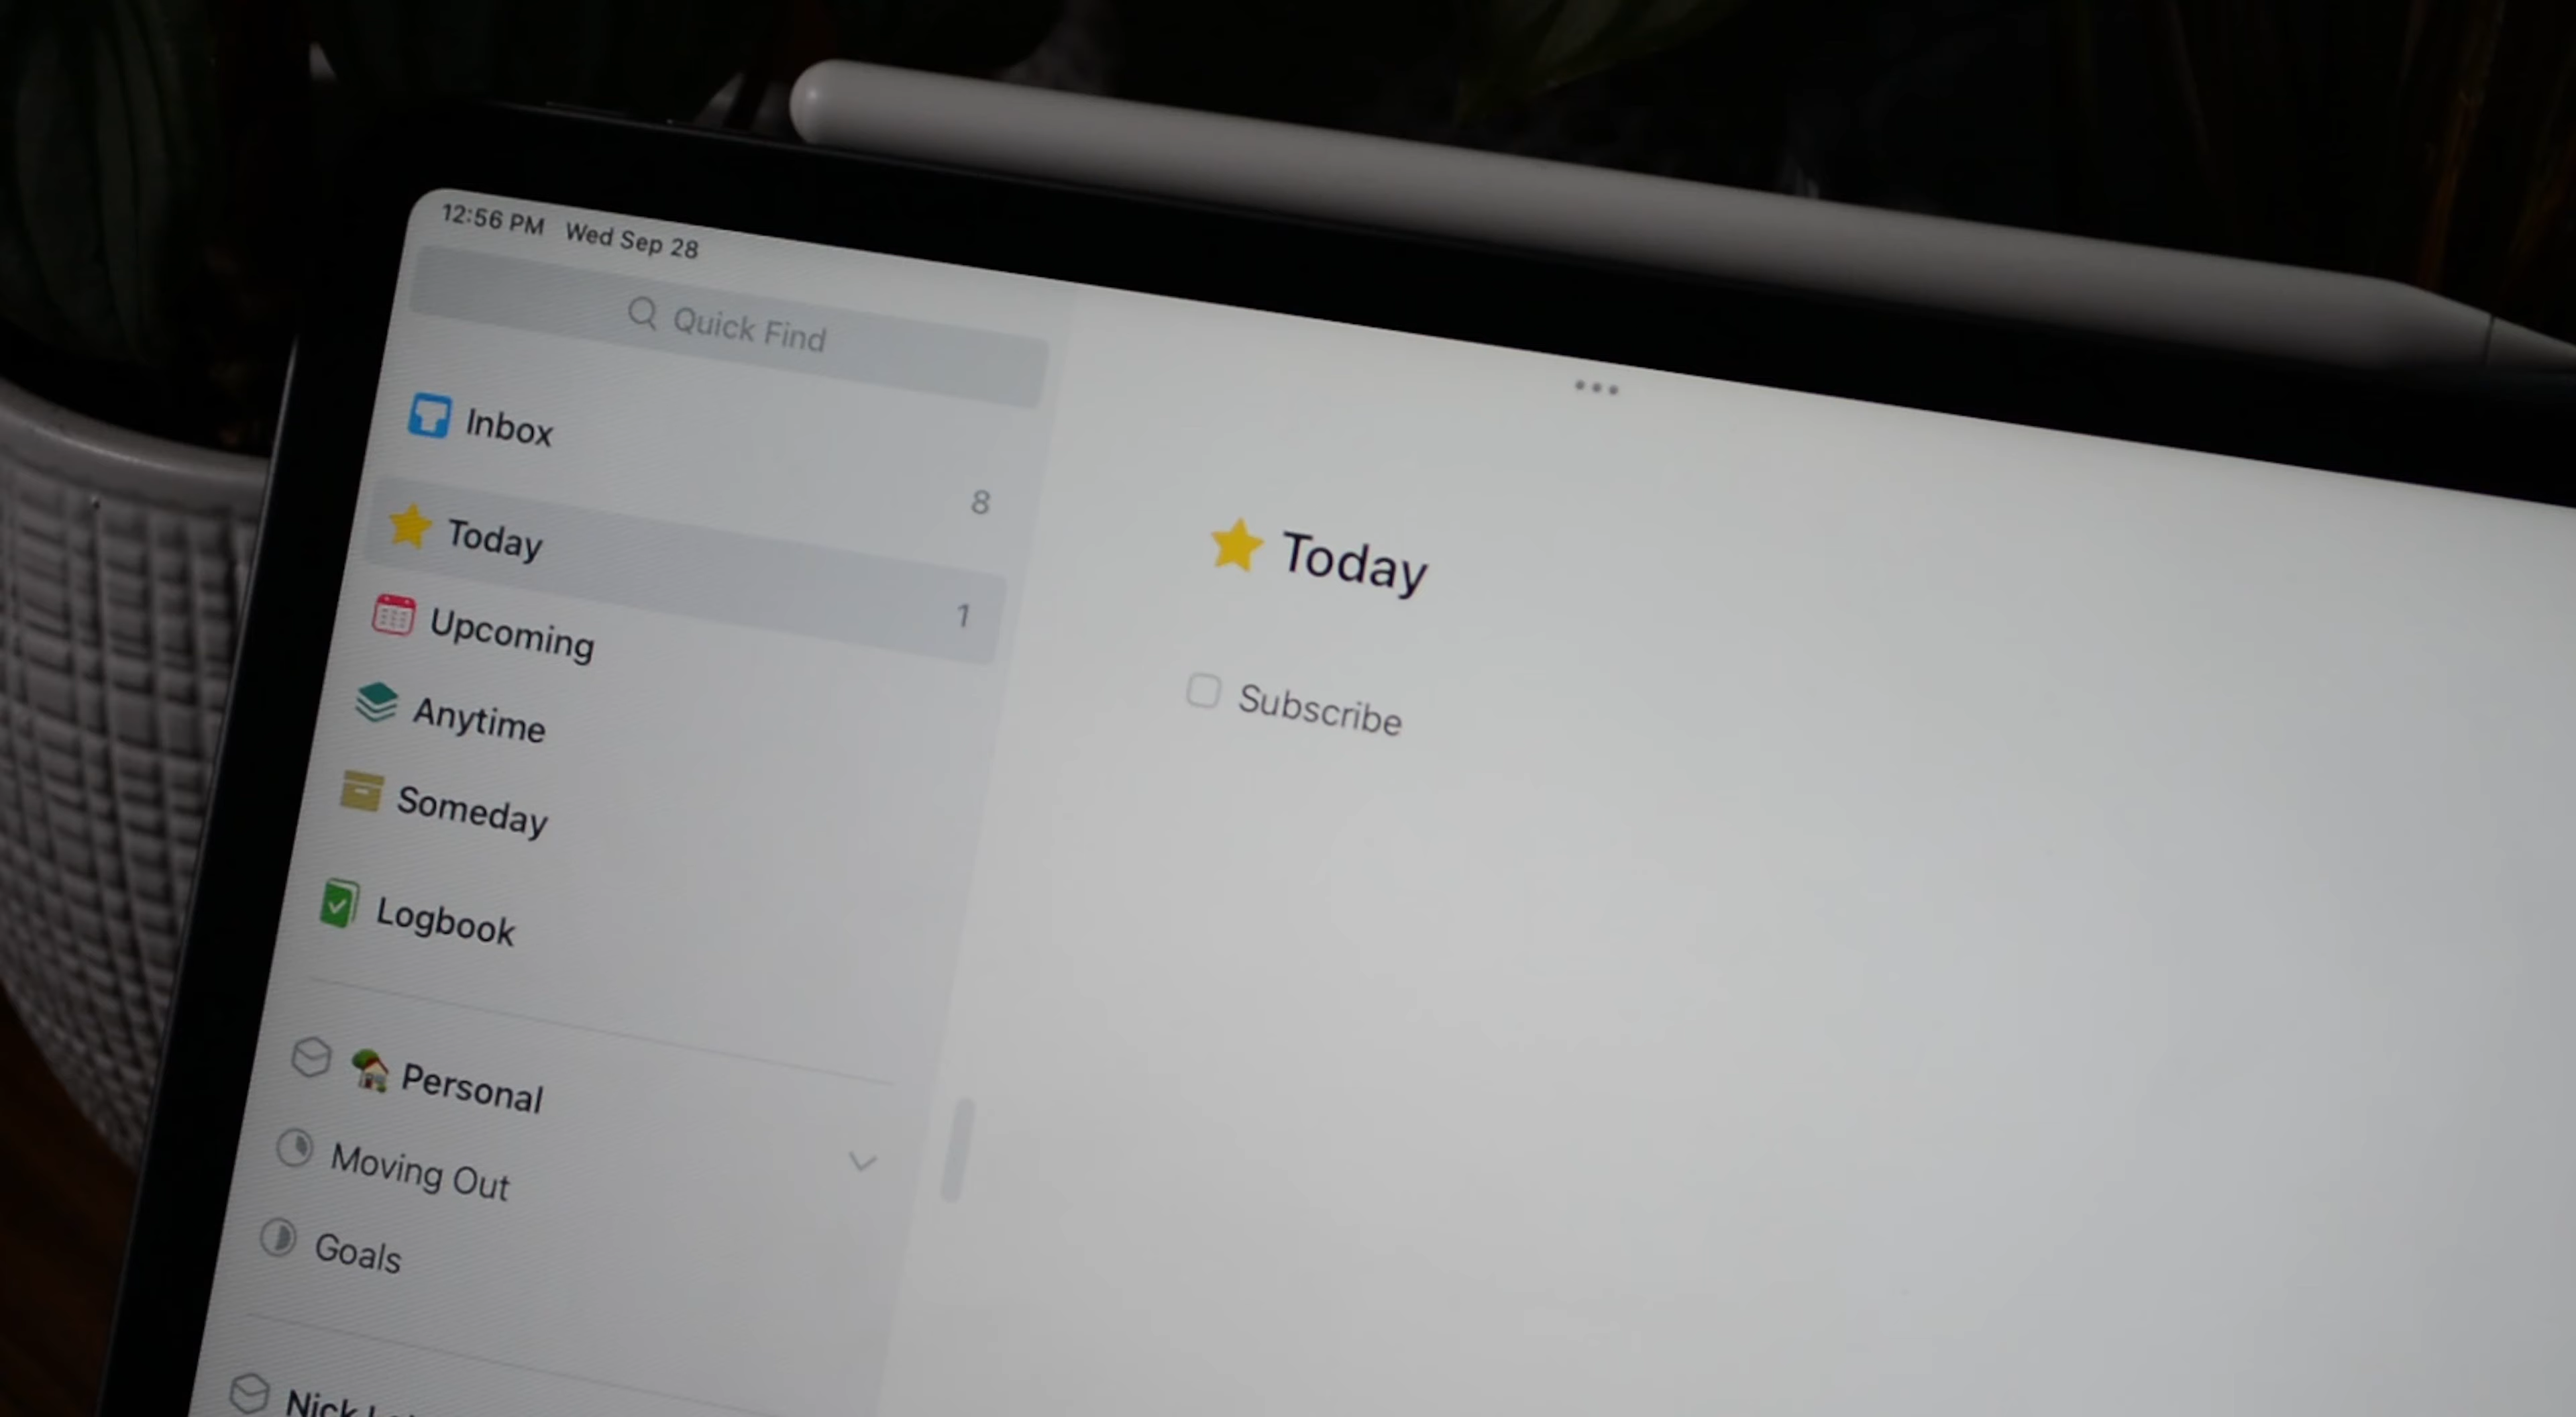 12:56 PM Wed Sep 28
Quick Find
Inbox
8
Today
1
Upcoming
Anytime
Someday
Logbook
Personal
Moving Out
Goals
Nick
Today
Subscribe